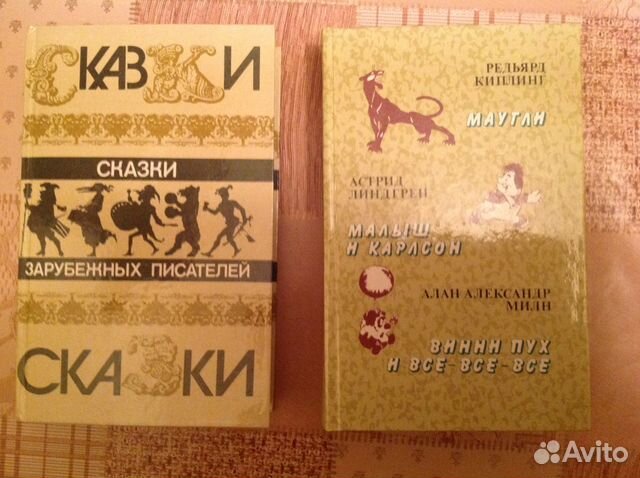 СКАЗКИ
СКАЗКИ
ЗАРУБЕЖНЫХ ПИСАТЕЛЕЙ
СКАЗКИ
РЕДЬЯРД
КИПЛИНГ
МАУГЛИ
АСТРИД
ЛИНДГРЕН
МАЛЫШ
И КАРЛСОН
АЛАН АЛЕКСАНДР
МИЛН
ВИННИ ПУХ
И ВСЕ-ВСЕ-ВСЕ
Avito